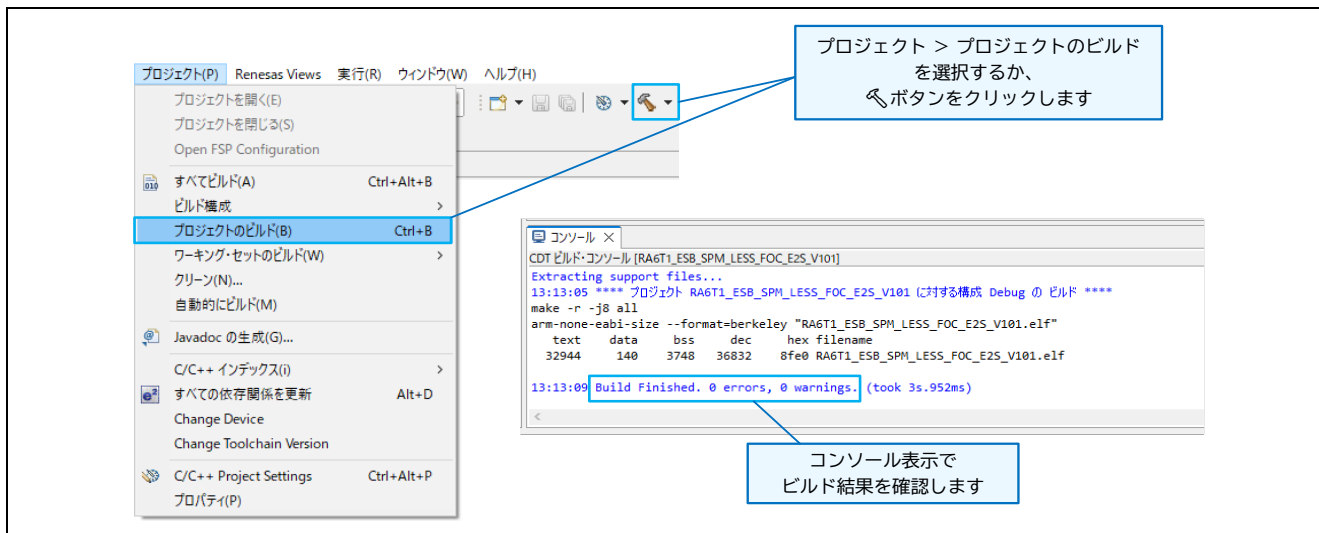 プロジェクト(P) Renesas Views 実行(R) ウィンドウ(W) ヘルプ(H)
プロジェクトを開く(E)
プロジェクトを閉じる(S)
Open FSP Configuration
すべてビルド(A) Ctrl+Alt+B
ビルド構成
プロジェクトのビルド(B) Ctrl+B
ワーキング・セットのビルド(W)
クリーン(N)...
自動的にビルド(M)
Javadoc の生成(G)...
C/C++ インデックス(i)
すべての依存関係を更新 Alt+D
Change Device
Change Toolchain Version
C/C++ Project Settings Ctrl+Alt+P
プロパティ(P)
プロジェクト > プロジェクトのビルド
を選択するか、
ボタンをクリックします
コンソール
CDT ビルド・コンソール [RA6T1_ESB_SPM_LESS_FOC_E2S_V101]
Extracting support files...
13:13:05 **** プロジェクト RA6T1_ESB_SPM_LESS_FOC_E2S_V101 に対する構成 Debug の ビルド ****
make -r -j8 all
arm-none-eabi-size --format=berkeley "RA6T1_ESB_SPM_LESS_FOC_E2S_V101.elf"
text data bss dec hex filename
32944 140 3748 36832 8fe0 RA6T1_ESB_SPM_LESS_FOC_E2S_V101.elf
13:13:09 Build Finished. 0 errors, 0 warnings. (took 3s.952ms)
コンソール表示で
ビルド結果を確認します